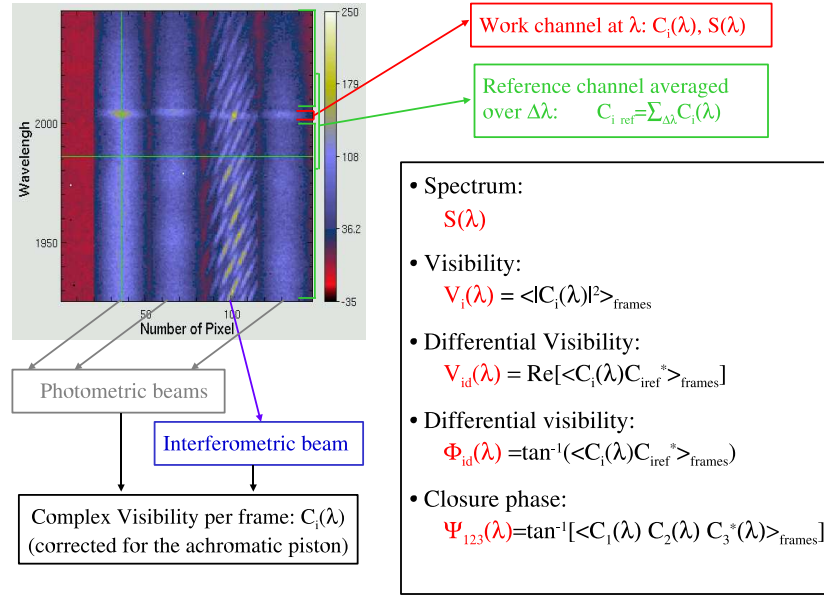 250
179
108
36.2
-35
2000
1950
Wavelengh
50
100
Number of Pixel
Work channel at λ: Cᵢ(λ), S(λ)
Reference channel averaged
over Δλ: Cᵢ ref=∑Δλ Cᵢ(λ)
Photometric beams
Interferometric beam
Complex Visibility per frame: Cᵢ(λ)
(corrected for the achromatic piston)
• Spectrum:
S(λ)
• Visibility:
Vᵢ(λ) = <|Cᵢ(λ)|²>frames
• Differential Visibility:
Vid(λ) = Re[<Cᵢ(λ)Ciref*>frames]
• Differential visibility:
Φid(λ) =tan⁻¹(<Cᵢ(λ)Ciref*>frames)
• Closure phase:
Ψ₁₂₃(λ)=tan⁻¹[<C₁(λ) C₂(λ) C₃*(λ)>frames]